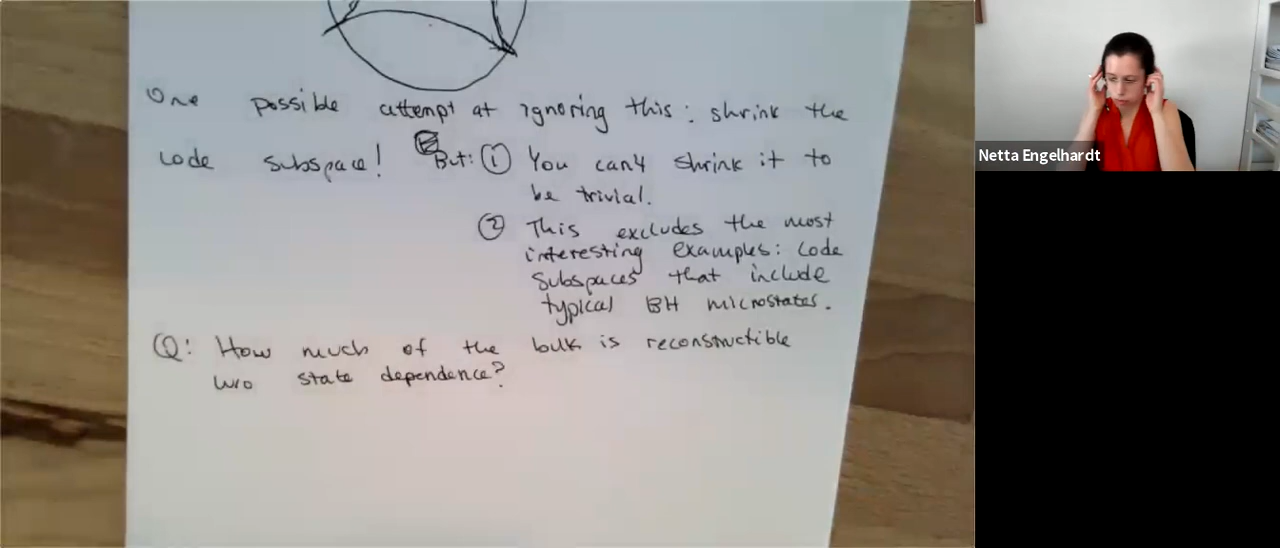 One possible attempt at ignoring this: shrink the
code subspace! But: ① You can't shrink it to
be trivial.
② This excludes the most
interesting examples: code
subspaces that include
typical BH microstates.
Q: How much of the bulk is reconstructible
w/o state dependence?
Netta Engelhardt